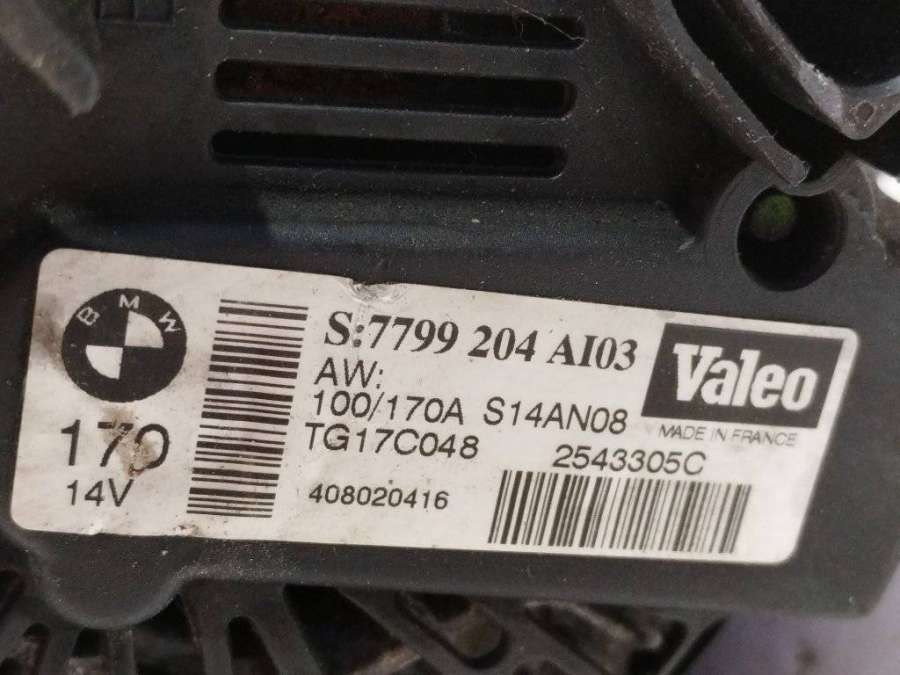 BMW
170
14V
S:7799 204 AI03
AW:
100/170A S14AN08
TG17C048
408020416
Valeo
MADE IN FRANCE
2543305C